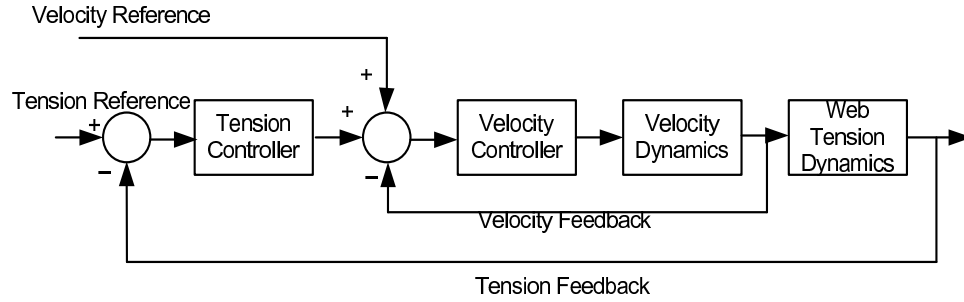 Velocity Reference
+
Tension Reference
+
+
Tension
Controller
Velocity
Controller
Velocity
Dynamics
Web
Tension
Dynamics
−
−
Velocity Feedback
Tension Feedback